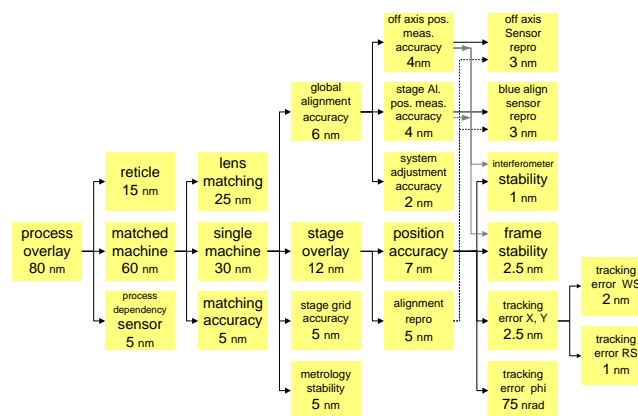 process
overlay
80 nm
reticle
15 nm
matched
machine
60 nm
process
dependency
sensor
5 nm
lens
matching
25 nm
single
machine
30 nm
matching
accuracy
5 nm
global
alignment
accuracy
6 nm
stage
overlay
12 nm
stage grid
accuracy
5 nm
metrology
stability
5 nm
off axis pos.
meas.
accuracy
4nm
stage Al.
pos. meas.
accuracy
4 nm
system
adjustment
accuracy
2 nm
position
accuracy
7 nm
alignment
repro
5 nm
off axis
Sensor
repro
3 nm
blue align
sensor
repro
3 nm
interferometer
stability
1 nm
frame
stability
2.5 nm
tracking
error X, Y
2.5 nm
tracking
error phi
75 nrad
tracking
error WS
2 nm
tracking
error RS
1 nm